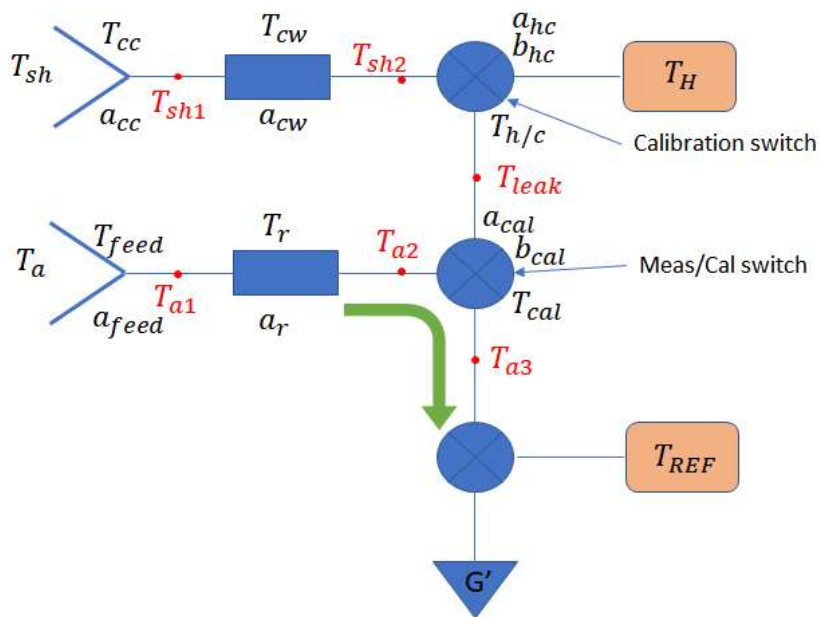 T_cc
T_cw
a_hc
b_hc
T_sh
T_sh2
T_H
T_sh1
a_cc
a_cw
T_h/c
Calibration switch
T_leak
a_cal
T_feed
T_r
T_a2
b_cal
T_a
Meas/Cal switch
T_a1
T_cal
a_feed
a_r
T_a3
T_REF
G'